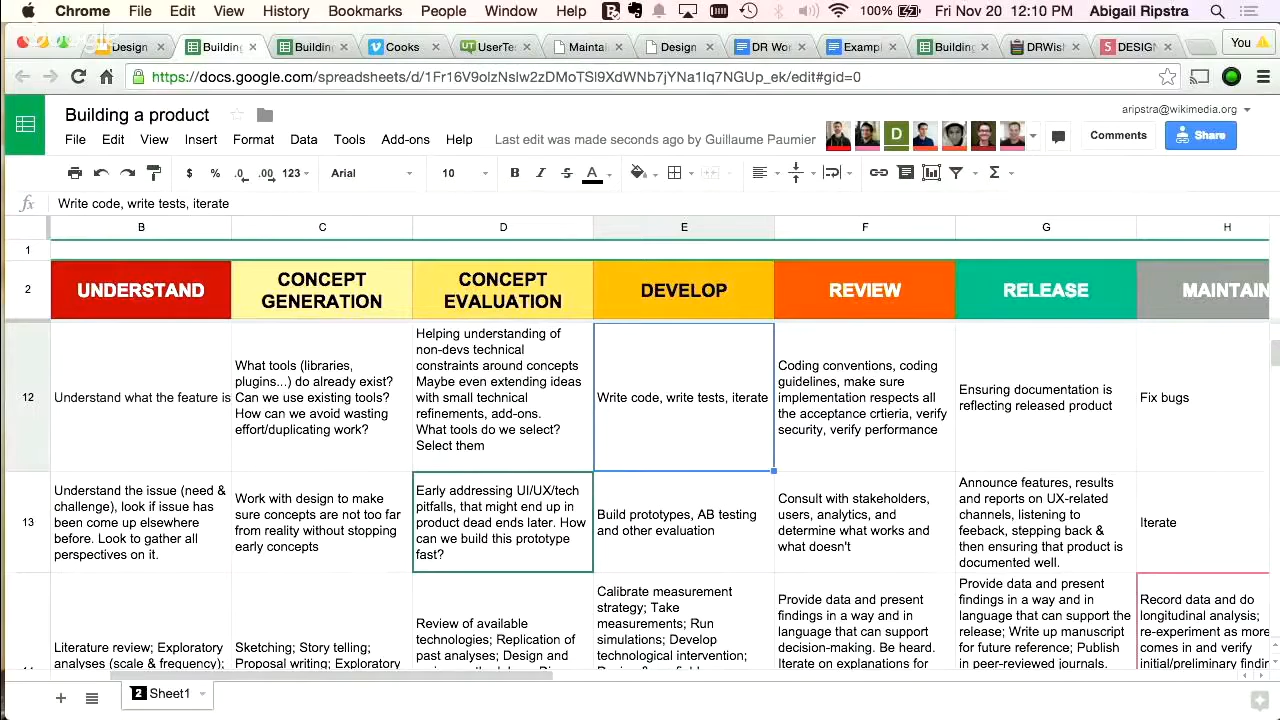 Chrome File Edit View History Bookmarks People Window Help 100% Fri Nov 20 12:10 PM Abigail Ripstra
Design Building Building Cooks UserTe Maintai Design DR Wo Exampl Building DRWish DESIGN You
https://docs.google.com/spreadsheets/d/1Fr16V9olzNslw2zDMoTSl9XdWNb7jYNa1lq7NGUp_ek/edit#gid=0
Building a product
aripstra@wikimedia.org
File Edit View Insert Format Data Tools Add-ons Help Last edit was made seconds ago by Guillaume Paumier D Comments Share
$ % .0 .00 123 Arial 10 B I S A Σ
fx Write code, write tests, iterate
B C D E F G H
1
2 UNDERSTAND
CONCEPT
GENERATION
CONCEPT
EVALUATION
DEVELOP
REVIEW
RELEASE
MAINTAIN
12
Understand what the feature is
What tools (libraries,
plugins...) do already exist?
Can we use existing tools?
How can we avoid wasting
effort/duplicating work?
Helping understanding of
non-devs technical
constraints around concepts
Maybe even extending ideas
with small technical
refinements, add-ons.
What tools do we select?
Select them
Write code, write tests, iterate
Coding conventions, coding
guidelines, make sure
implementation respects all
the acceptance crtieria, verify
security, verify performance
Ensuring documentation is
reflecting released product
Fix bugs
13
Understand the issue (need &
challenge), look if issue has
been come up elsewhere
before. Look to gather all
perspectives on it.
Work with design to make
sure concepts are not too far
from reality without stopping
early concepts
Early addressing UI/UX/tech
pitfalls, that might end up in
product dead ends later. How
can we build this prototype
fast?
Build prototypes, AB testing
and other evaluation
Consult with stakeholders,
users, analytics, and
determine what works and
what doesn't
Announce features, results
and reports on UX-related
channels, listening to
feeback, stepping back &
then ensuring that product is
documented well.
Iterate
Literature review; Exploratory
analyses (scale & frequency);
Sketching; Story telling;
Proposal writing; Exploratory
Review of available
technologies; Replication of
past analyses; Design and
Calibrate measurement
strategy; Take
measurements; Run
simulations; Develop
technological intervention;
Provide data and present
findings in a way and in
language that can support
decision-making. Be heard.
Iterate on explanations for
Provide data and present
findings in a way and in
language that can support the
release; Write up manuscript
for future reference; Publish
in peer-reviewed journals.
Record data and do
longitudinal analysis;
re-experiment as more
comes in and verify
initial/preliminary findin
2 Sheet1